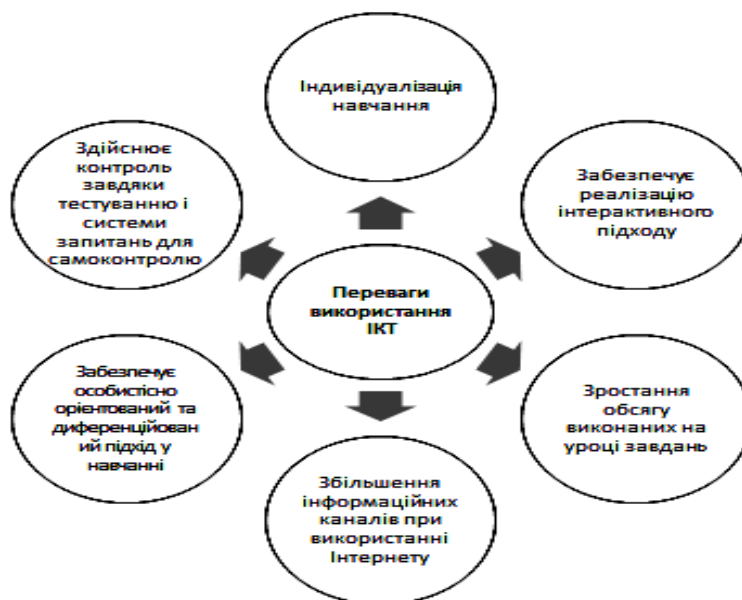 Індивідуалізація
навчання
Здійснює
контроль
завдяки
тестуванню і
системи
запитань для
самоконтролю
Забезпечує
реалізацію
інтерактивного
підходу
Переваги
використання
ІКТ
Забезпечує
особистісно
орієнтований та
диференційован
ий підхід у
навчанні
Зростання
обсягу
виконаних на
уроці завдань
Збільшення
інформаційних
каналів при
використанні
Інтернету